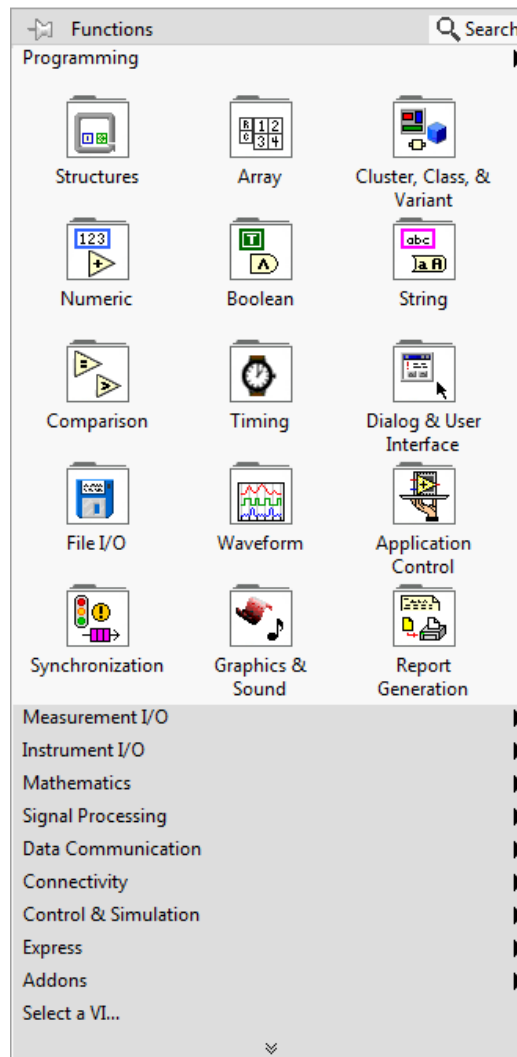 Functions
Search
Programming
Structures
Array
Cluster, Class, &
Variant
123
Numeric
T
Boolean
abc
a A
String
Comparison
Timing
Dialog & User
Interface
File I/O
Waveform
Application
Control
Synchronization
Graphics &
Sound
Report
Generation
Measurement I/O
Instrument I/O
Mathematics
Signal Processing
Data Communication
Connectivity
Control & Simulation
Express
Addons
Select a VI...